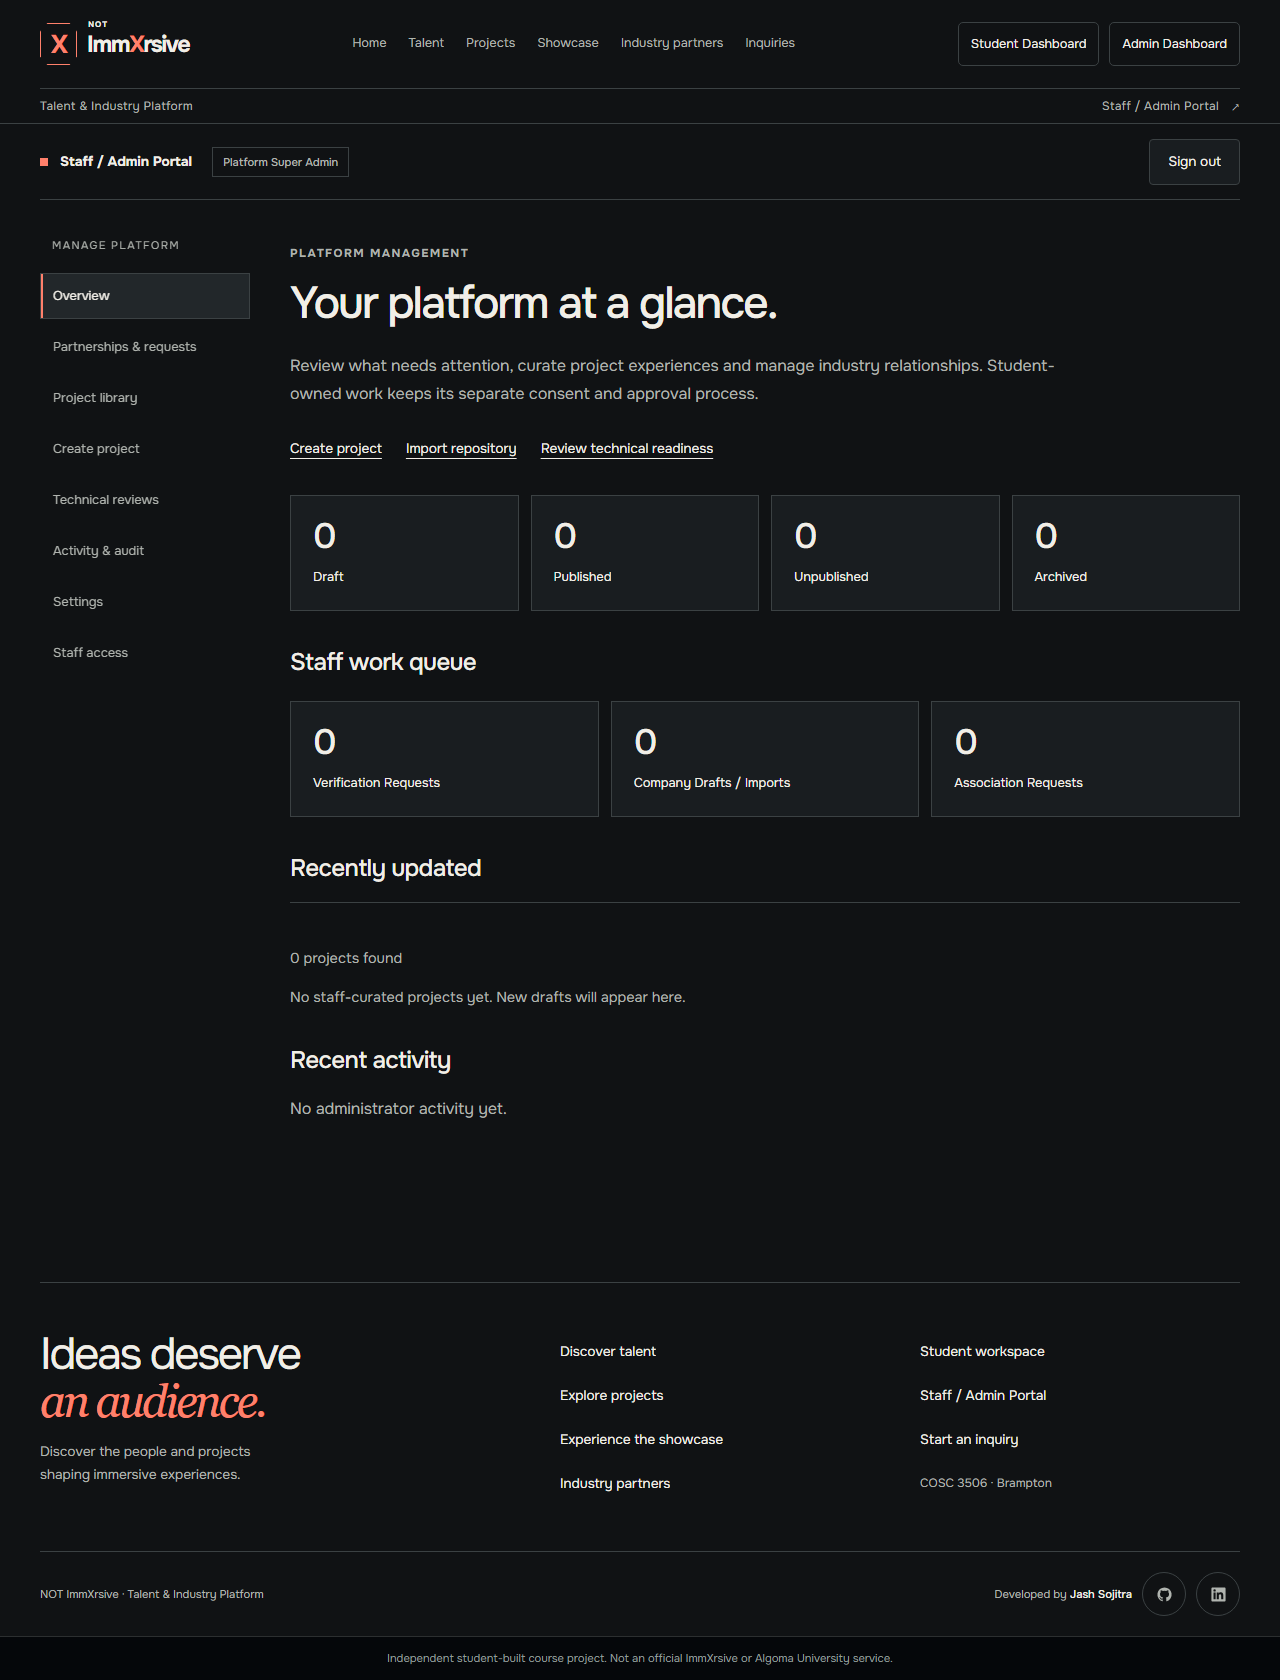 NOT
X
ImmXrsive
Home
Talent
Projects
Showcase
Industry partners
Inquiries
Student Dashboard
Admin Dashboard
Talent & Industry Platform
Staff / Admin Portal ↗
Staff / Admin Portal
Platform Super Admin
Sign out
MANAGE PLATFORM
Overview
Partnerships & requests
Project library
Create project
Technical reviews
Activity & audit
Settings
Staff access
PLATFORM MANAGEMENT
Your platform at a glance.
Review what needs attention, curate project experiences and manage industry relationships. Student-
owned work keeps its separate consent and approval process.
Create project
Import repository
Review technical readiness
0
Draft
0
Published
0
Unpublished
0
Archived
Staff work queue
0
Verification Requests
0
Company Drafts / Imports
0
Association Requests
Recently updated
0 projects found
No staff-curated projects yet. New drafts will appear here.
Recent activity
No administrator activity yet.
Ideas deserve
an audience.
Discover the people and projects
shaping immersive experiences.
Discover talent
Explore projects
Experience the showcase
Industry partners
Student workspace
Staff / Admin Portal
Start an inquiry
COSC 3506 · Brampton
NOT ImmXrsive · Talent & Industry Platform
Developed by Jash Sojitra
in
Independent student-built course project. Not an official ImmXrsive or Algoma University service.